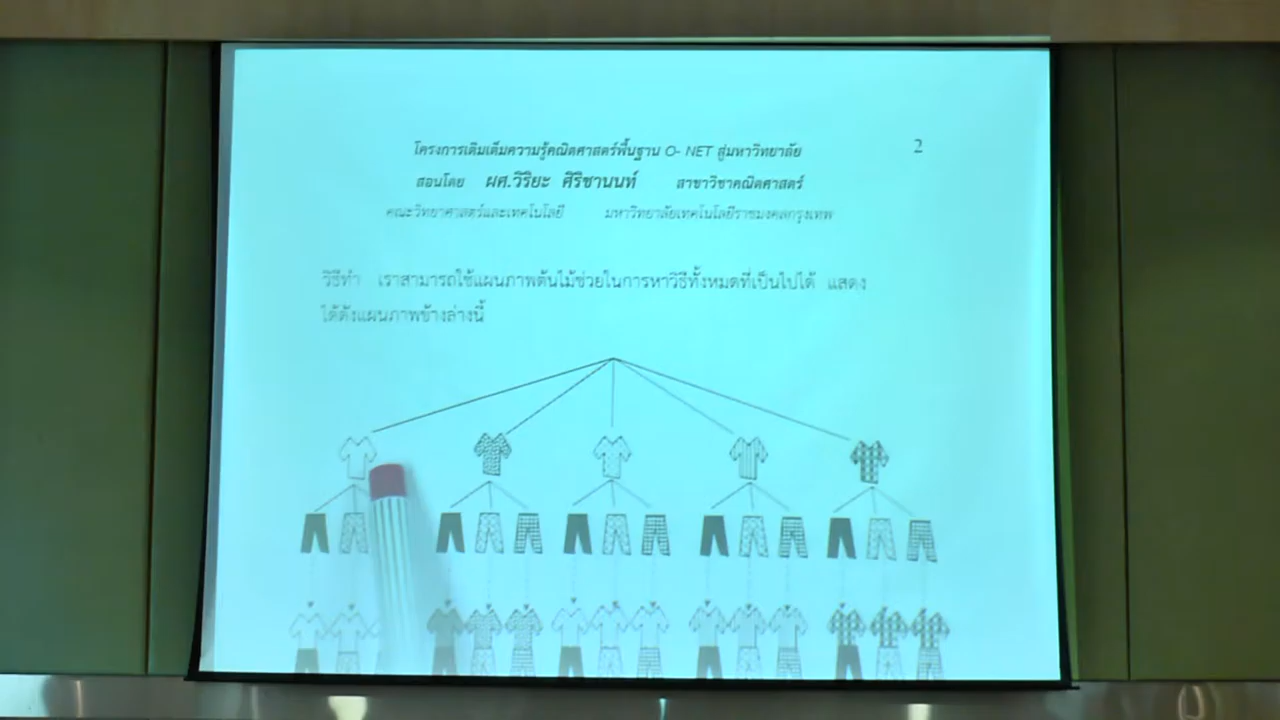 โครงการเติมเต็มความรู้คณิตศาสตร์พื้นฐาน O- NET สู่มหาวิทยาลัย
2
สอนโดย ผศ.วิริยะ ศิริชานนท์ สาขาวิชาคณิตศาสตร์
คณะวิทยาศาสตร์และเทคโนโลยี มหาวิทยาลัยเทคโนโลยีราชมงคลกรุงเทพ
วิธีทำ เราสามารถใช้แผนภาพต้นไม้ช่วยในการหาวิธีทั้งหมดที่เป็นไปได้ แสดง
ได้ดังแผนภาพข้างล่างนี้